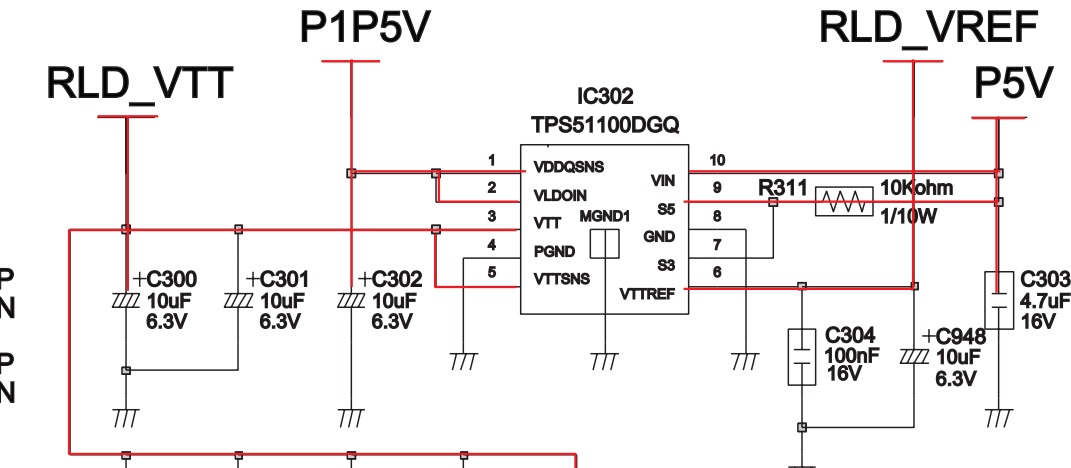 P1P5V
RLD_VREF
RLD_VTT
P5V
IC302
TPS51100DGQ
1
VDDQSNS
10
2
VLDOIN
VIN
9
R311
10Kohm
3
VTT
MGND1
S5
8
1/10W
4
PGND
GND
7
5
VTTSNS
S3
6
VTTREF
P
N
P
N
+C300
10uF
6.3V
+C301
10uF
6.3V
+C302
10uF
6.3V
C303
4.7uF
16V
C304
100nF
16V
+C948
10uF
6.3V